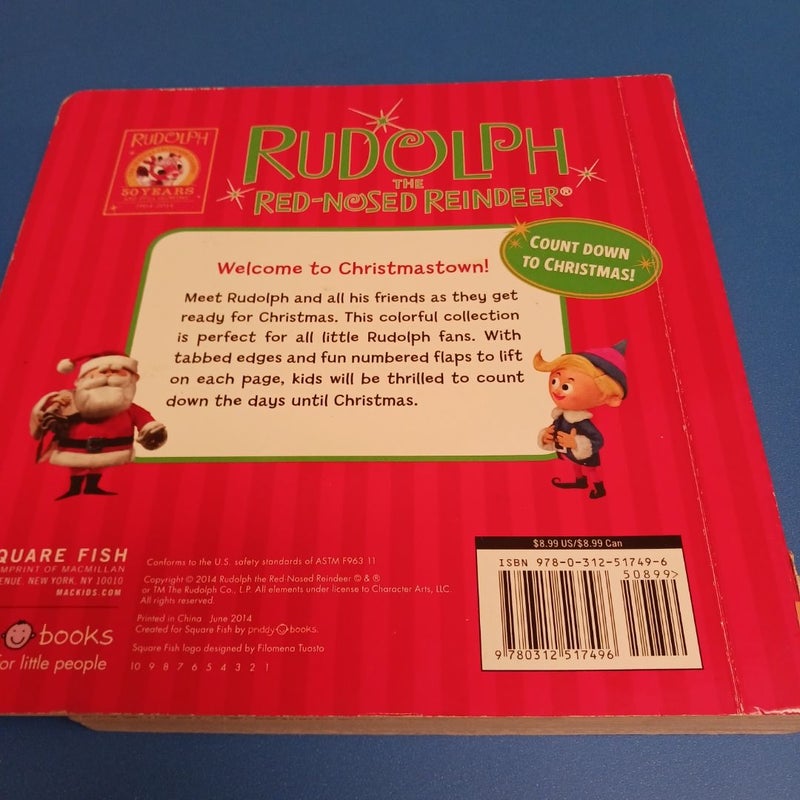 RUDOLPH
50 YEARS
1964-2014
RUDOLPH
THE
RED-NOSED REINDEER®
COUNT DOWN
TO CHRISTMAS!
Welcome to Christmastown!
Meet Rudolph and all his friends as they get
ready for Christmas. This colorful collection
is perfect for all little Rudolph fans. With
tabbed edges and fun numbered flaps to lift
on each page, kids will be thrilled to count
down the days until Christmas.
QUARE FISH
IMPRINT OF MACMILLAN
ENUE, NEW YORK, NY 10010
MACKIDS.COM
books
for little people
Conforms to the U.S. safety standards of ASTM F963 11
Copyright © 2014 Rudolph the Red-Nosed Reindeer © & ®
or TM The Rudolph Co., L.P. All elements under license to Character Arts, LLC.
All rights reserved.
Printed in China June 2014
Created for Square Fish by priddy books.
Square Fish logo designed by Filomena Tuosto
10 9 8 7 6 5 4 3 2 1
$8.99 US/$8.99 Can
ISBN 978-0-312-51749-6
50899>
9 780312 517496